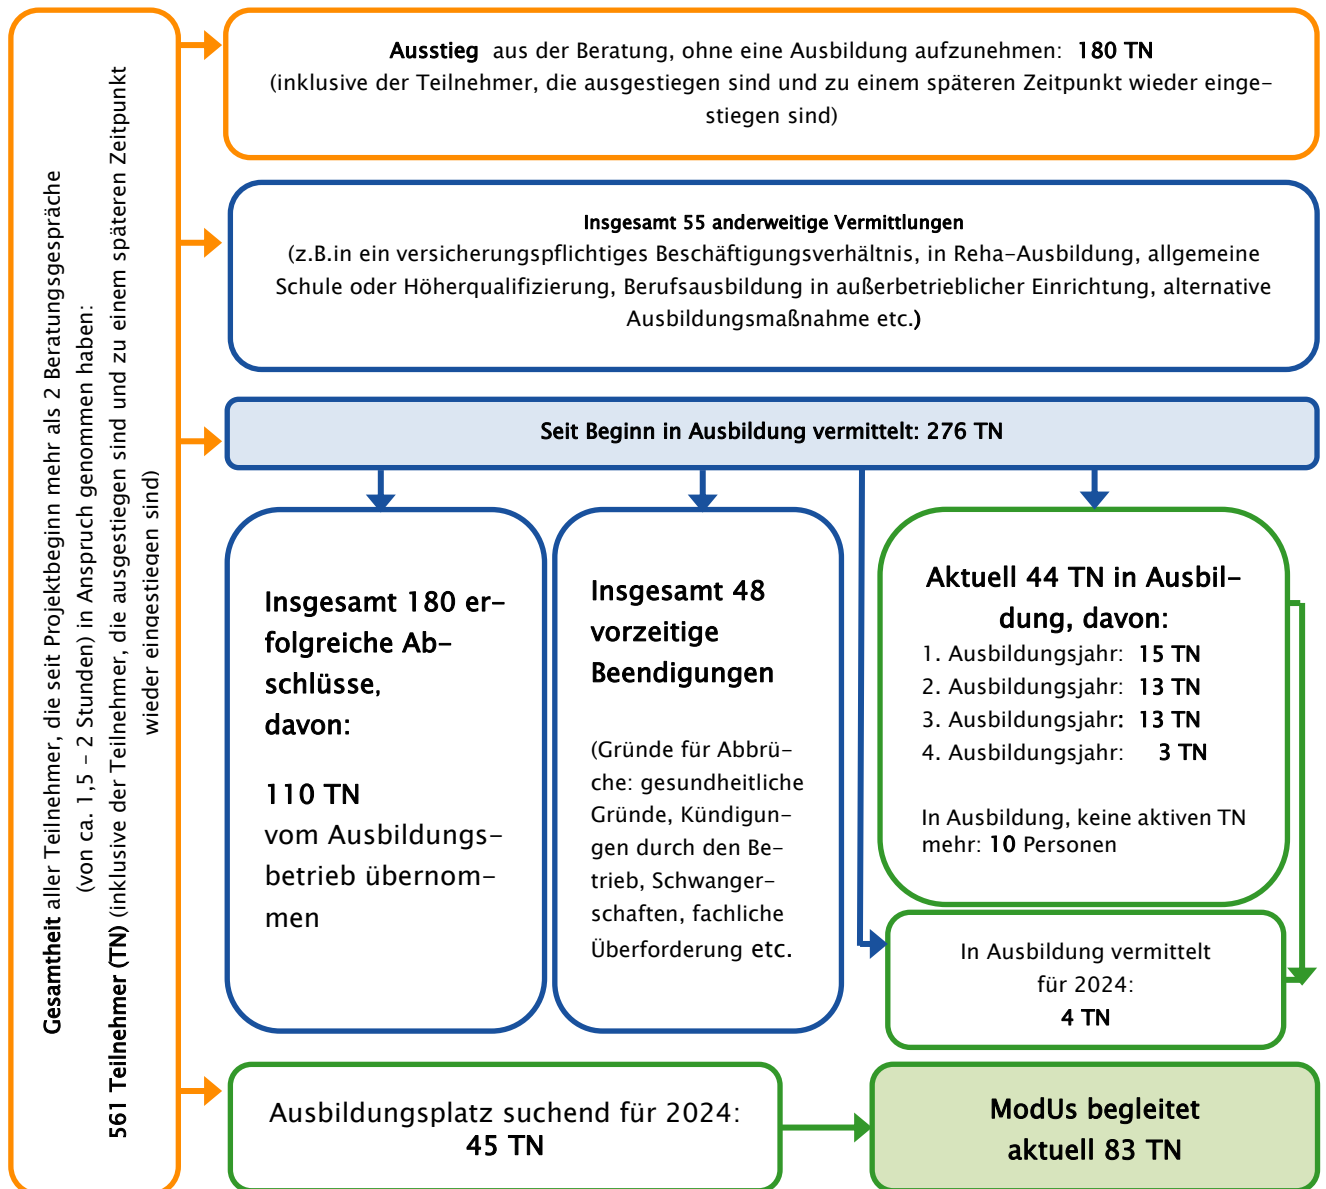 Gesamtheit aller Teilnehmer, die seit Projektbeginn mehr als 2 Beratungsgespräche
(von ca. 1,5 – 2 Stunden) in Anspruch genommen haben:
561 Teilnehmer (TN) (inklusive der Teilnehmer, die ausgestiegen sind und zu einem späteren Zeitpunkt
wieder eingestiegen sind)
Ausstieg aus der Beratung, ohne eine Ausbildung aufzunehmen: 180 TN
(inklusive der Teilnehmer, die ausgestiegen sind und zu einem späteren Zeitpunkt wieder einge-
stiegen sind)
Insgesamt 55 anderweitige Vermittlungen
(z.B.in ein versicherungspflichtiges Beschäftigungsverhältnis, in Reha-Ausbildung, allgemeine
Schule oder Höherqualifizierung, Berufsausbildung in außerbetrieblicher Einrichtung, alternative
Ausbildungsmaßnahme etc.)
Seit Beginn in Ausbildung vermittelt: 276 TN
Insgesamt 180 er-
folgreiche Ab-
schlüsse,
davon:
110 TN
vom Ausbildungs-
betrieb übernom-
men
Insgesamt 48
vorzeitige
Beendigungen
(Gründe für Abbrü-
che: gesundheitliche
Gründe, Kündigun-
gen durch den Be-
trieb, Schwanger-
schaften, fachliche
Überforderung etc.
Aktuell 44 TN in Ausbil-
dung, davon:
1. Ausbildungsjahr: 15 TN
2. Ausbildungsjahr: 13 TN
3. Ausbildungsjahr: 13 TN
4. Ausbildungsjahr: 3 TN
In Ausbildung, keine aktiven TN
mehr: 10 Personen
In Ausbildung vermittelt
für 2024:
4 TN
Ausbildungsplatz suchend für 2024:
45 TN
ModUs begleitet
aktuell 83 TN